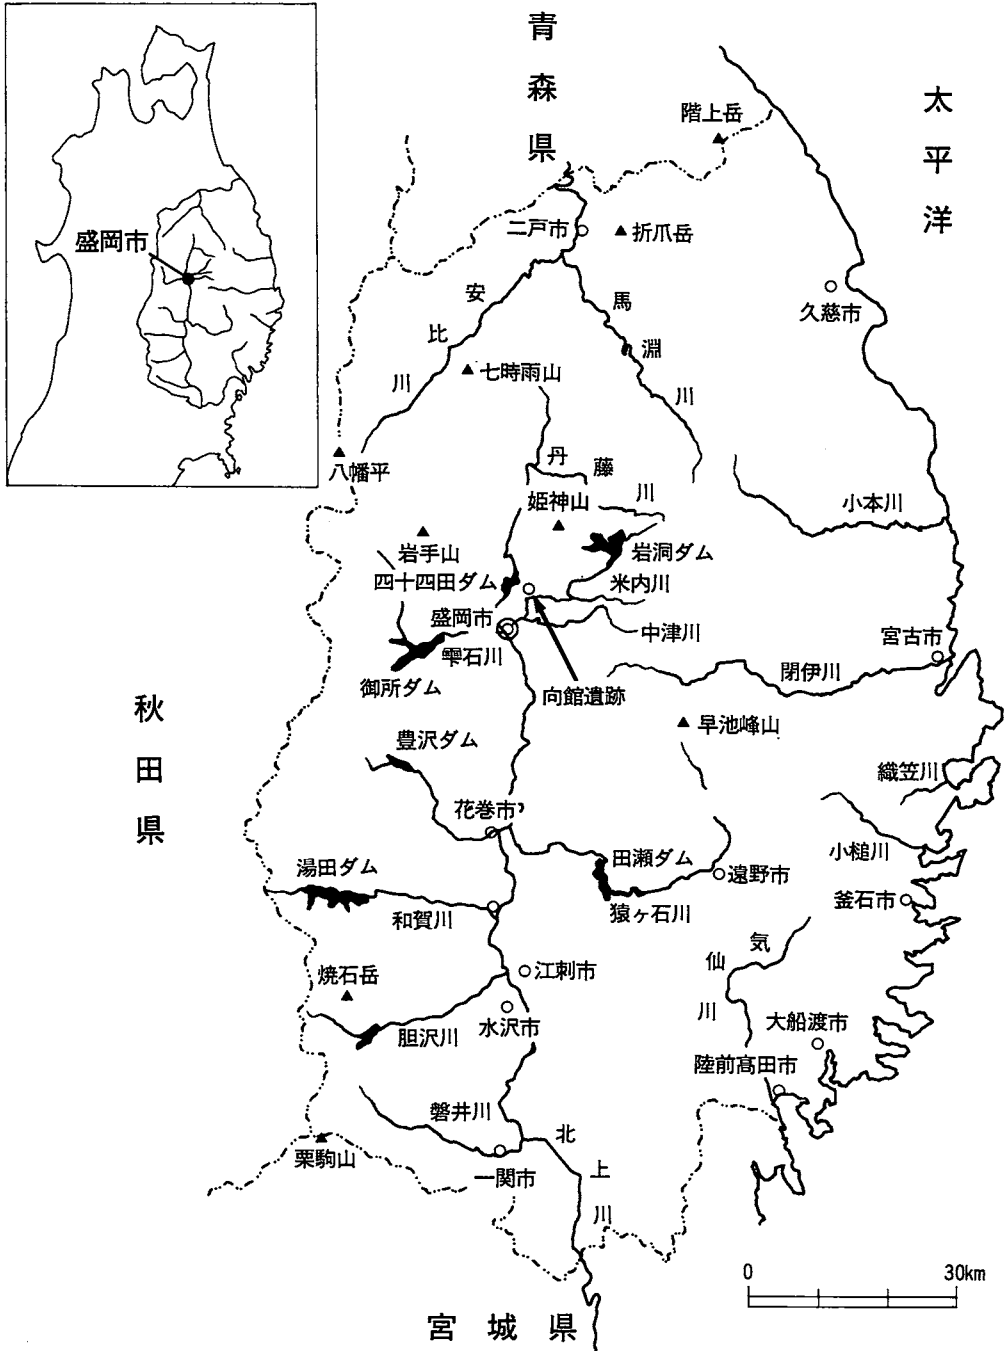 青森県
太平洋
階上岳
二戸市
折爪岳
盛岡市
久慈市
安比川
馬淵川
七時雨山
八幡平
丹藤川
姫神山
小本川
岩手山
岩洞ダム
四十四田ダム
米内川
盛岡市
中津川
宮古市
雫石川
閉伊川
御所ダム
向館遺跡
秋田県
早池峰山
豊沢ダム
織笠川
花巻市
小槌川
田瀬ダム
湯田ダム
遠野市
釜石市
和賀川
猿ヶ石川
気仙川
江刺市
焼石岳
水沢市
大船渡市
胆沢川
陸前髙田市
磐井川
北上川
栗駒山
一関市
0 30km
宮城県